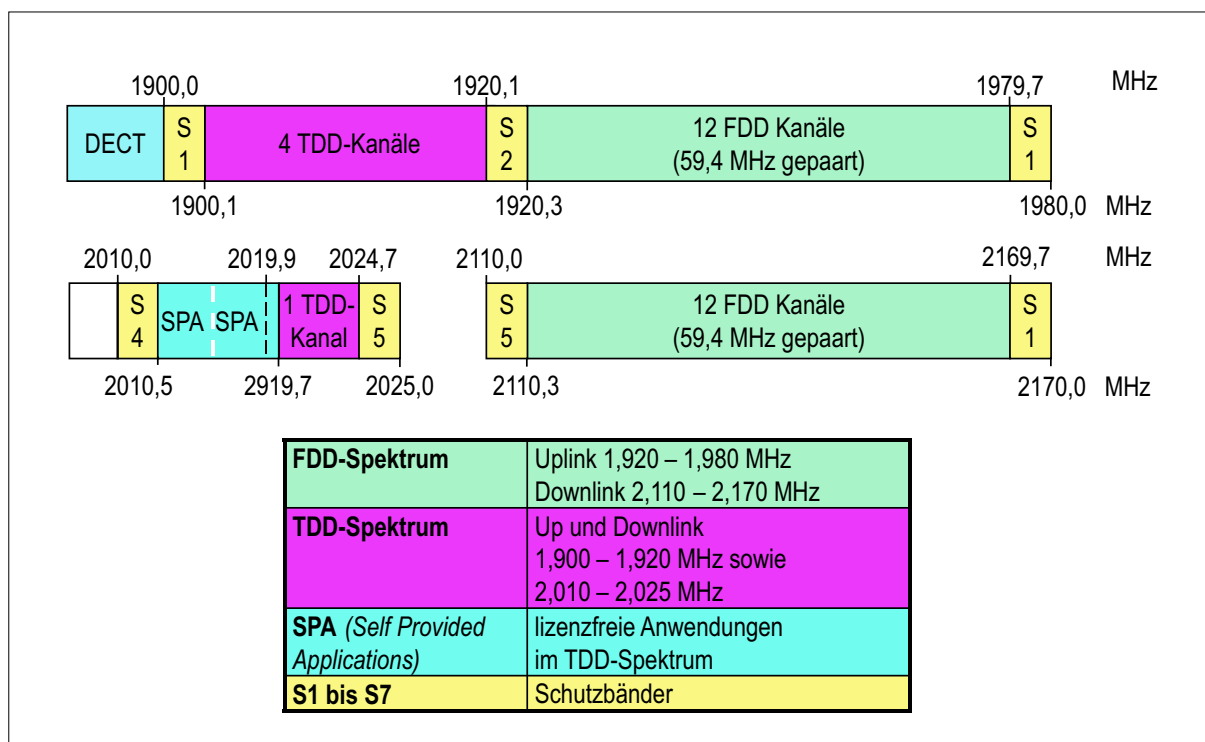 1900,0 1920,1 1979,7 MHz
DECT S 1 4 TDD-Kanäle S 2 12 FDD Kanäle (59,4 MHz gepaart) S 1
1900,1 1920,3 1980,0 MHz
2010,0 2019,9 2024,7 2110,0 2169,7 MHz
S 4 SPA SPA 1 TDD-Kanal S 5 S 5 12 FDD Kanäle (59,4 MHz gepaart) S 1
2010,5 2919,7 2025,0 2110,3 2170,0 MHz
FDD-Spektrum Uplink 1,920 – 1,980 MHz
Downlink 2,110 – 2,170 MHz
TDD-Spektrum Up und Downlink
1,900 – 1,920 MHz sowie
2,010 – 2,025 MHz
SPA (Self Provided lizenzfreie Anwendungen
Applications) im TDD-Spektrum
S1 bis S7 Schutzbänder